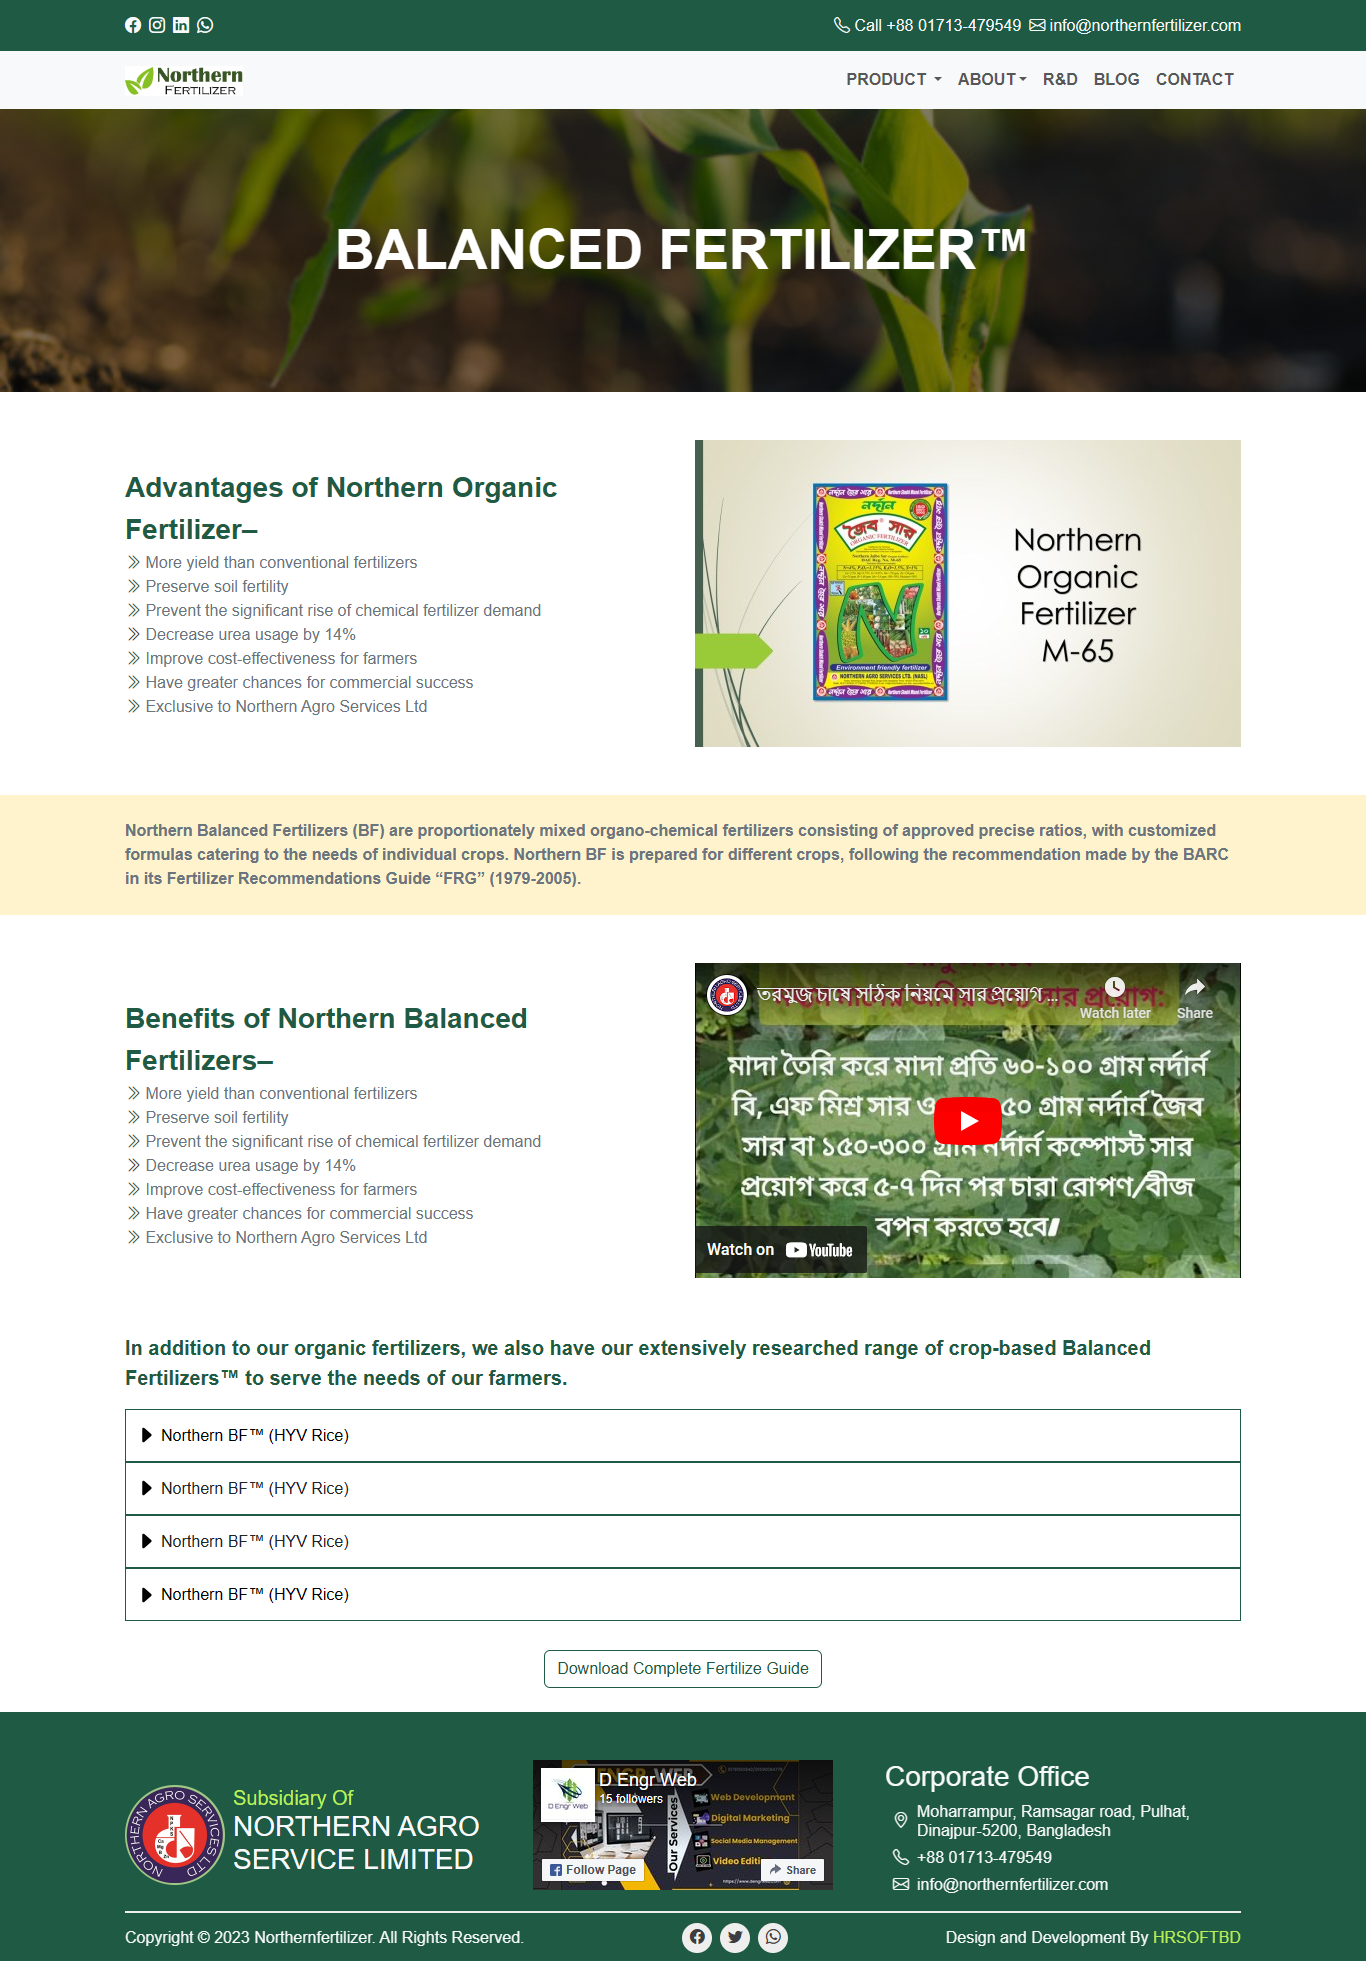 Call +88 01713-479549 info@northernfertilizer.com
Northern
FERTILIZER
PRODUCT ABOUT R&D BLOG CONTACT
BALANCED FERTILIZER™
Advantages of Northern Organic
Fertilizer–
More yield than conventional fertilizers
Preserve soil fertility
Prevent the significant rise of chemical fertilizer demand
Decrease urea usage by 14%
Improve cost-effectiveness for farmers
Have greater chances for commercial success
Exclusive to Northern Agro Services Ltd
নর্দান
জৈব সার
ORGANIC FERTILIZER
N
Environment friendly fertilizer
NORTHERN AGRO SERVICES LTD. (NASL)
Northern
Organic
Fertilizer
M-65
Northern Balanced Fertilizers (BF) are proportionately mixed organo-chemical fertilizers consisting of approved precise ratios, with customized
formulas catering to the needs of individual crops. Northern BF is prepared for different crops, following the recommendation made by the BARC
in its Fertilizer Recommendations Guide “FRG” (1979-2005).
Benefits of Northern Balanced
Fertilizers–
More yield than conventional fertilizers
Preserve soil fertility
Prevent the significant rise of chemical fertilizer demand
Decrease urea usage by 14%
Improve cost-effectiveness for farmers
Have greater chances for commercial success
Exclusive to Northern Agro Services Ltd
তরমুজ চাষে সঠিক নিয়মে সার প্রয়োগ ...
Watch later Share
মাদা তৈরি করে মাদা প্রতি ৬০-১০০ গ্রাম নর্দার্ন
বি, এফ মিশ্র সার ও ৫০ গ্রাম নর্দার্ন জৈব
সার বা ১৫০-৩০০ গ্রাম নর্দার্ন কম্পোস্ট সার
প্রয়োগ করে ৫-৭ দিন পর চারা রোপণ/বীজ
বপন করতে হবে।
Watch on YouTube
In addition to our organic fertilizers, we also have our extensively researched range of crop-based Balanced
Fertilizers™ to serve the needs of our farmers.
Northern BF™ (HYV Rice)
Northern BF™ (HYV Rice)
Northern BF™ (HYV Rice)
Northern BF™ (HYV Rice)
Download Complete Fertilize Guide
NORTHERN AGRO SERVICES LTD
Subsidiary Of
NORTHERN AGRO
SERVICE LIMITED
D Engr Web
15 followers
D Engr Web
Our Services
Web Developmant
Digital Marketing
Social Media Management
Video Editi
Follow Page
Share
Corporate Office
Moharrampur, Ramsagar road, Pulhat,
Dinajpur-5200, Bangladesh
+88 01713-479549
info@northernfertilizer.com
Copyright © 2023 Northernfertilizer. All Rights Reserved.
Design and Development By HRSOFTBD